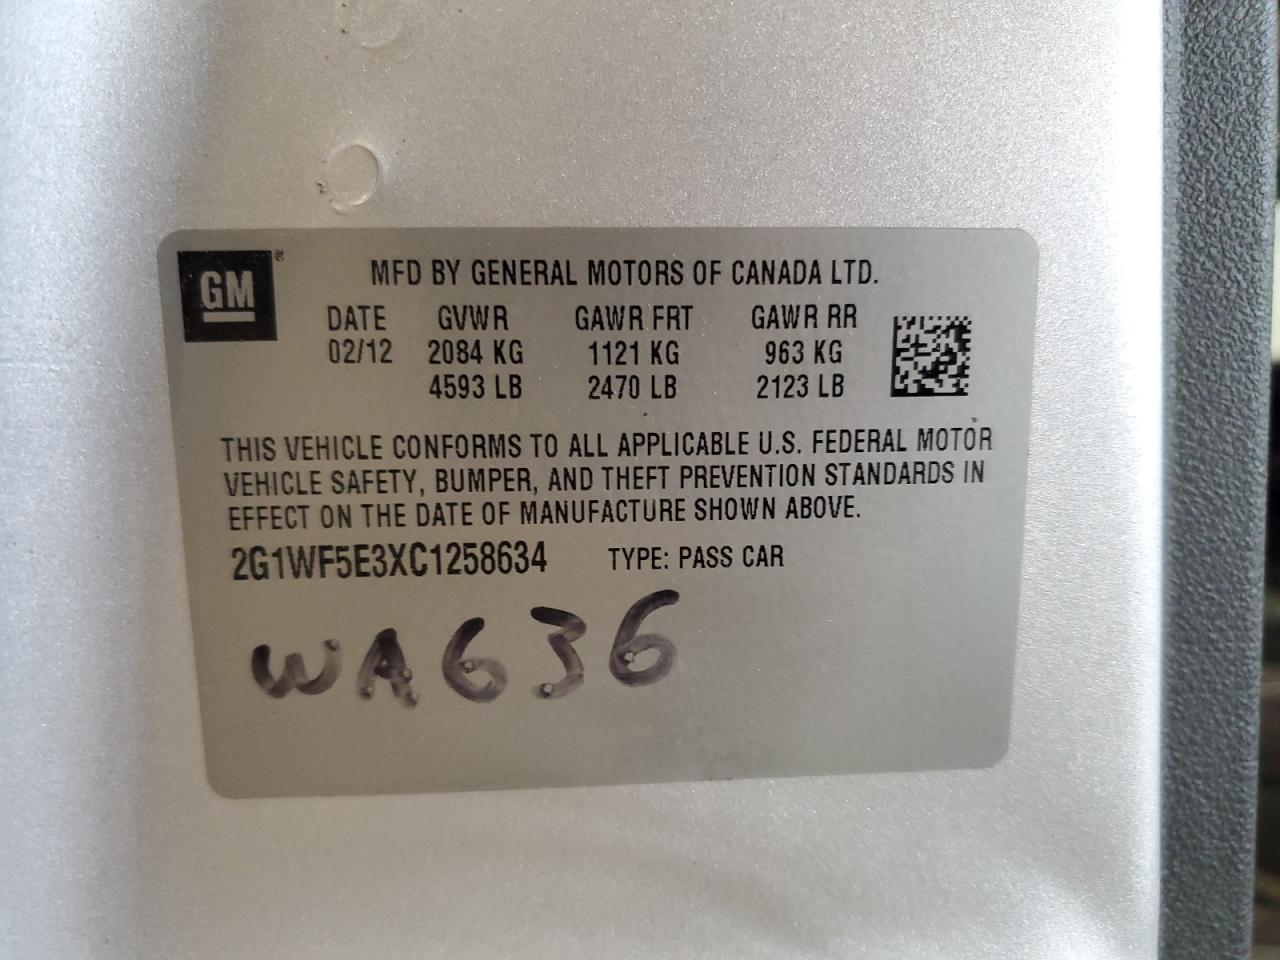 GM®
MFD BY GENERAL MOTORS OF CANADA LTD.
DATE GVWR GAWR FRT GAWR RR
02/12 2084 KG 1121 KG 963 KG
4593 LB 2470 LB 2123 LB
THIS VEHICLE CONFORMS TO ALL APPLICABLE U.S. FEDERAL MOTOR
VEHICLE SAFETY, BUMPER, AND THEFT PREVENTION STANDARDS IN
EFFECT ON THE DATE OF MANUFACTURE SHOWN ABOVE.
2G1WF5E3XC1258634 TYPE: PASS CAR
WA636